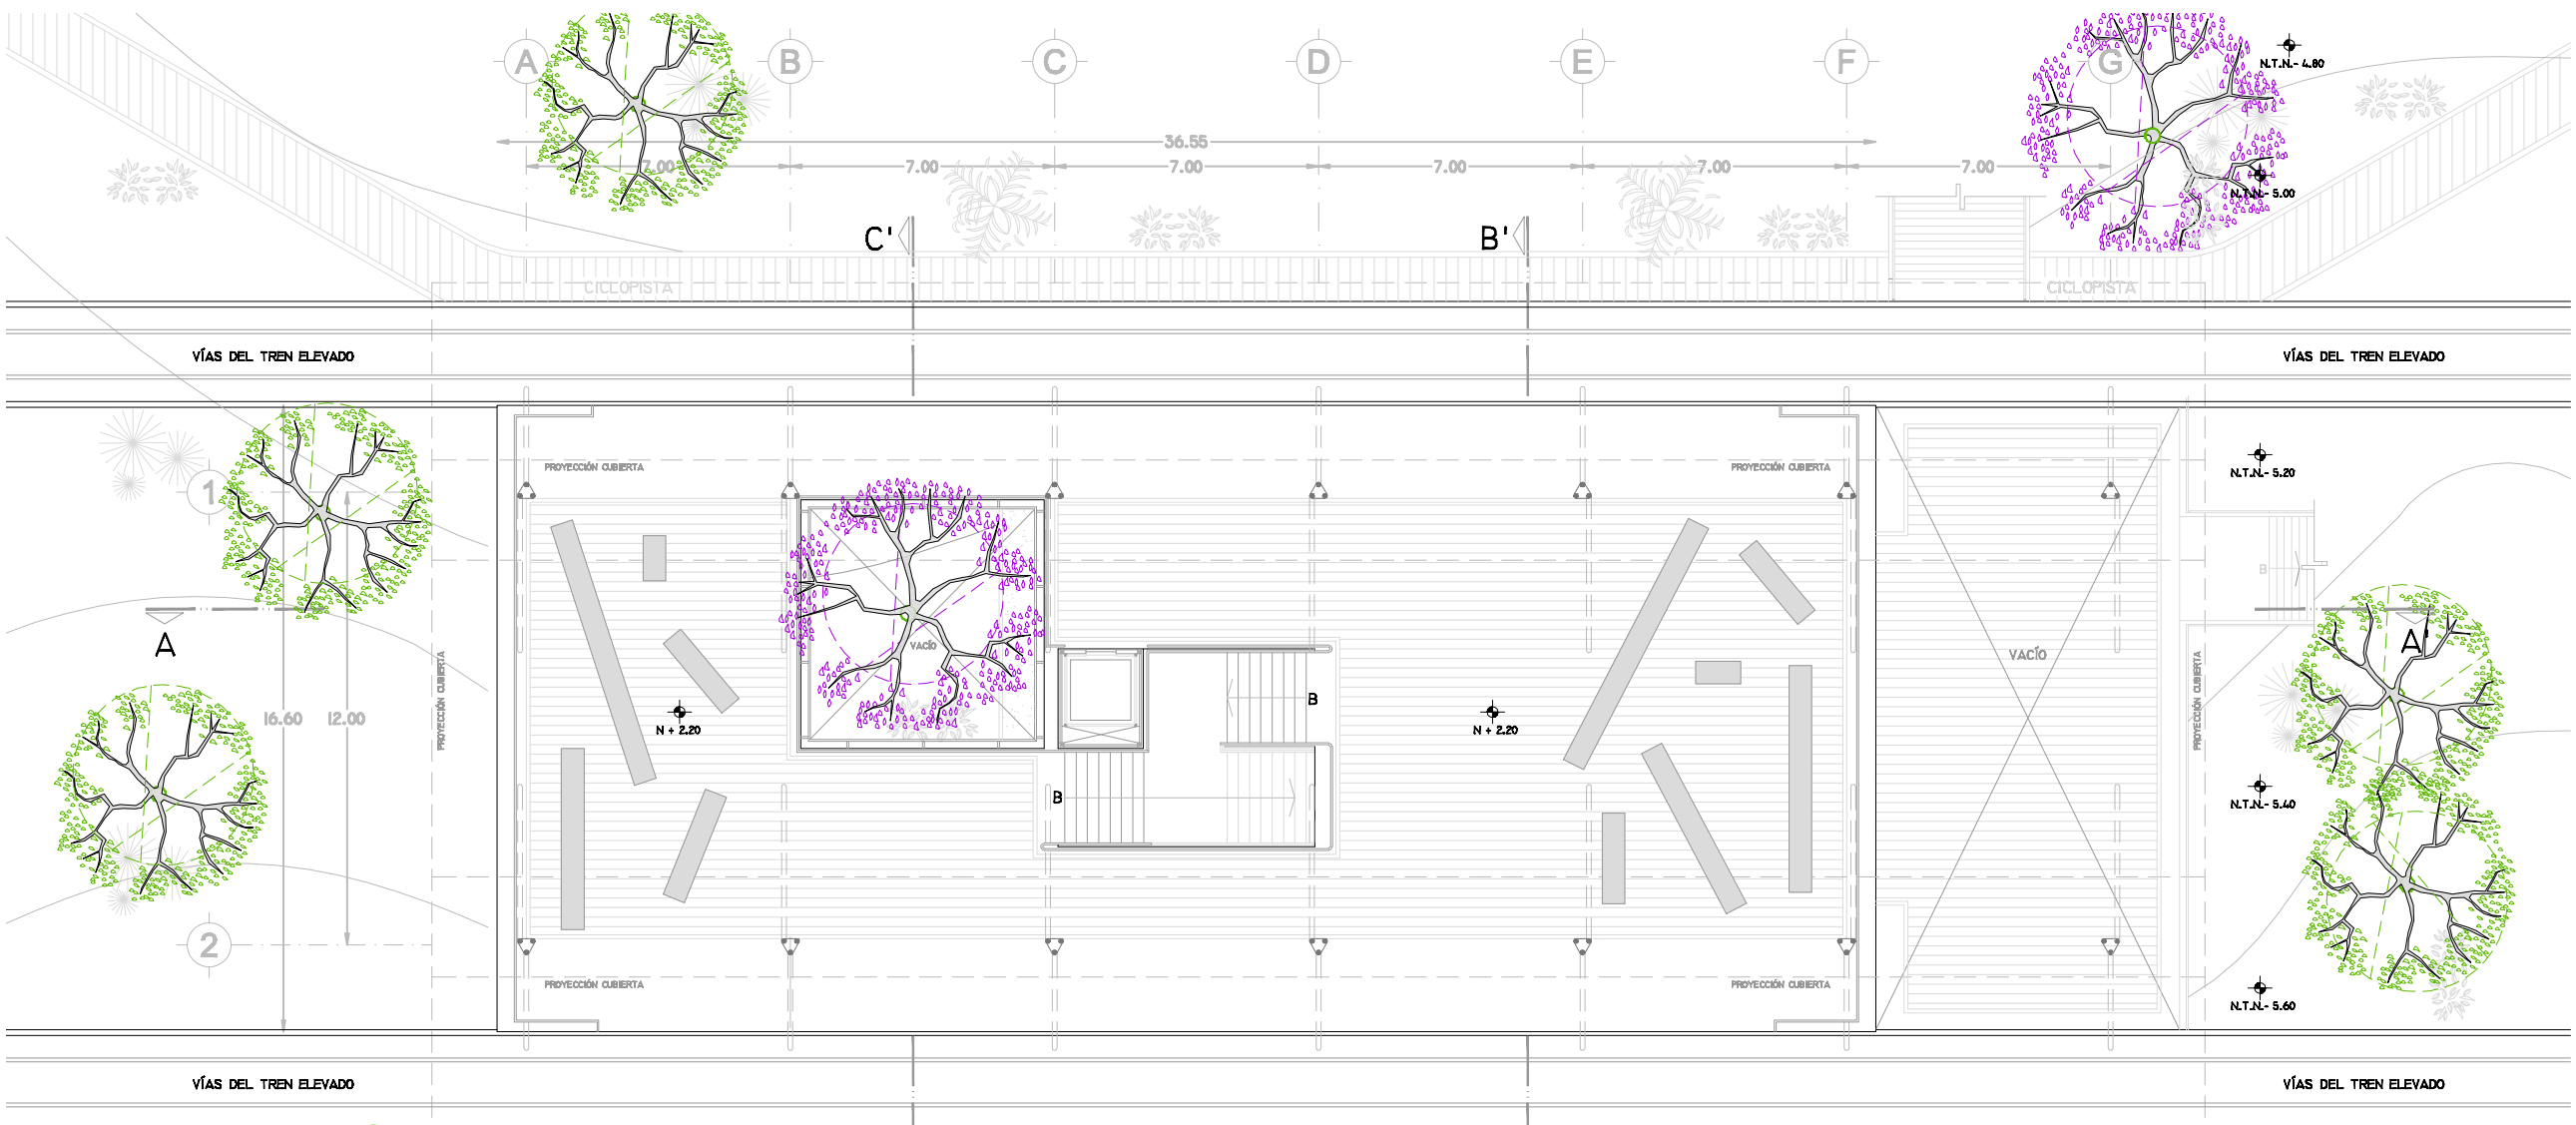 A B C D E F G
N.T.N.- 4.80
36.55
7.00 7.00 7.00 7.00 7.00 7.00
N.T.N.- 5.00
C' B'
CICLOPISTA CICLOPISTA
VÍAS DEL TREN ELEVADO VÍAS DEL TREN ELEVADO
PROYECCIÓN CUBIERTA PROYECCIÓN CUBIERTA
N.T.N.- 5.20
1
B
A A'
VACÍO VACÍO
PROYECCIÓN CUBIERTA PROYECCIÓN CUBIERTA
B
16.60 12.00
N + 2.20 N + 2.20
B
N.T.N.- 5.40
2
PROYECCIÓN CUBIERTA PROYECCIÓN CUBIERTA
N.T.N.- 5.60
VÍAS DEL TREN ELEVADO VÍAS DEL TREN ELEVADO